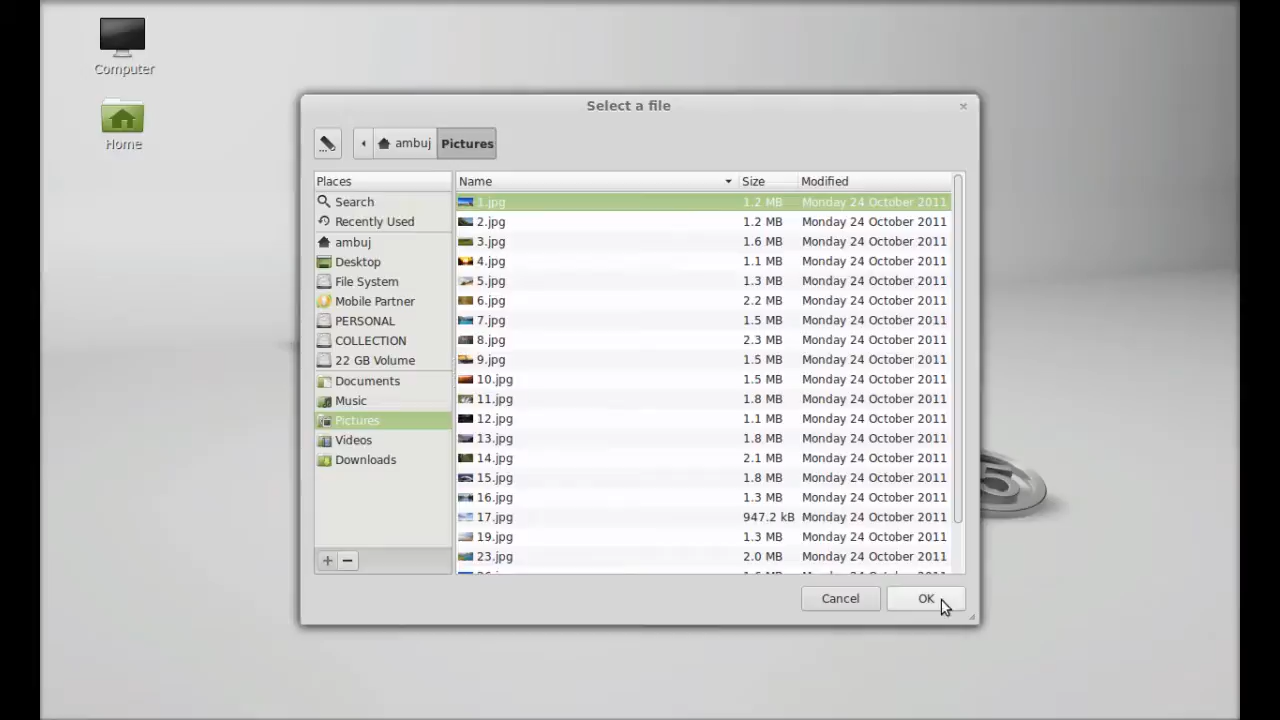 Computer
Home
Select a file
ambuj Pictures
Places
Search
Recently Used
ambuj
Desktop
File System
Mobile Partner
PERSONAL
COLLECTION
22 GB Volume
Documents
Music
Pictures
Videos
Downloads
Name Size Modified
1.jpg 1.2 MB Monday 24 October 2011
2.jpg 1.2 MB Monday 24 October 2011
3.jpg 1.6 MB Monday 24 October 2011
4.jpg 1.1 MB Monday 24 October 2011
5.jpg 1.3 MB Monday 24 October 2011
6.jpg 2.2 MB Monday 24 October 2011
7.jpg 1.5 MB Monday 24 October 2011
8.jpg 2.3 MB Monday 24 October 2011
9.jpg 1.5 MB Monday 24 October 2011
10.jpg 1.5 MB Monday 24 October 2011
11.jpg 1.8 MB Monday 24 October 2011
12.jpg 1.1 MB Monday 24 October 2011
13.jpg 1.8 MB Monday 24 October 2011
14.jpg 2.1 MB Monday 24 October 2011
15.jpg 1.8 MB Monday 24 October 2011
16.jpg 1.3 MB Monday 24 October 2011
17.jpg 947.2 kB Monday 24 October 2011
19.jpg 1.3 MB Monday 24 October 2011
23.jpg 2.0 MB Monday 24 October 2011
Cancel OK
5